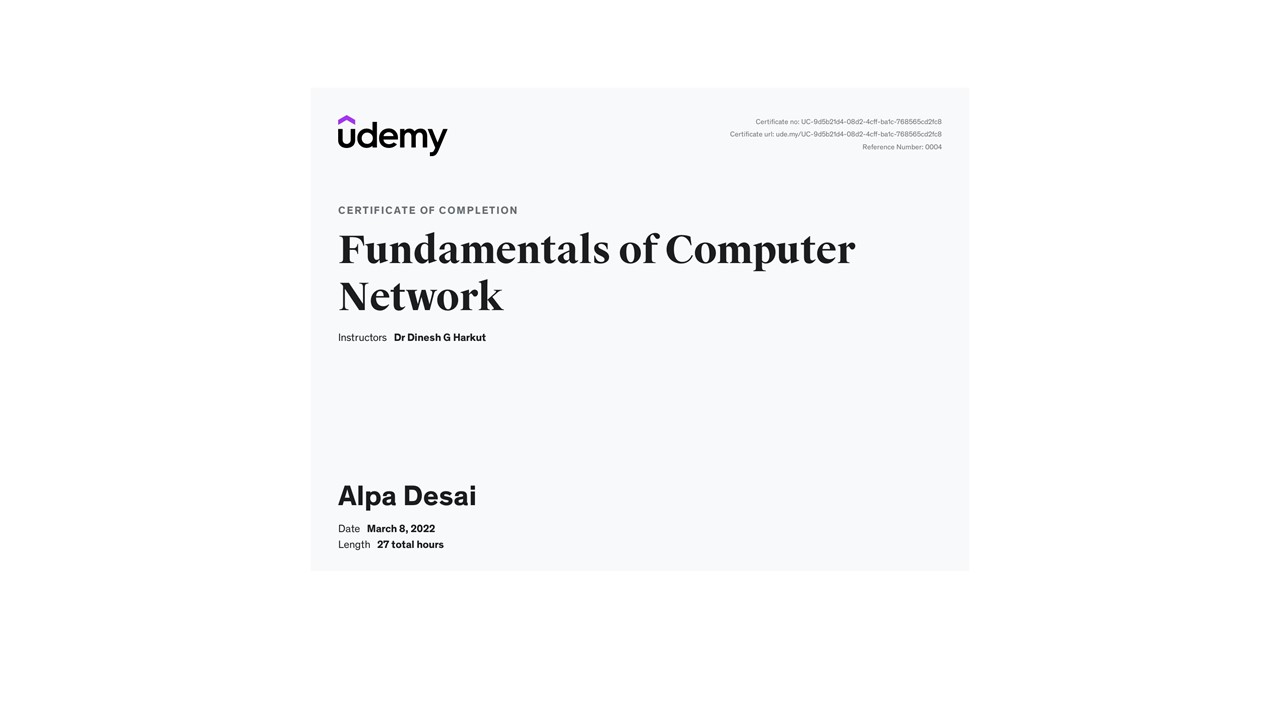 udemy
Certificate no: UC-9d5b21d4-08d2-4cff-ba1c-768565cd2fc8
Certificate url: ude.my/UC-9d5b21d4-08d2-4cff-ba1c-768565cd2fc8
Reference Number: 0004
CERTIFICATE OF COMPLETION
Fundamentals of Computer
Network
Instructors Dr Dinesh G Harkut
Alpa Desai
Date March 8, 2022
Length 27 total hours